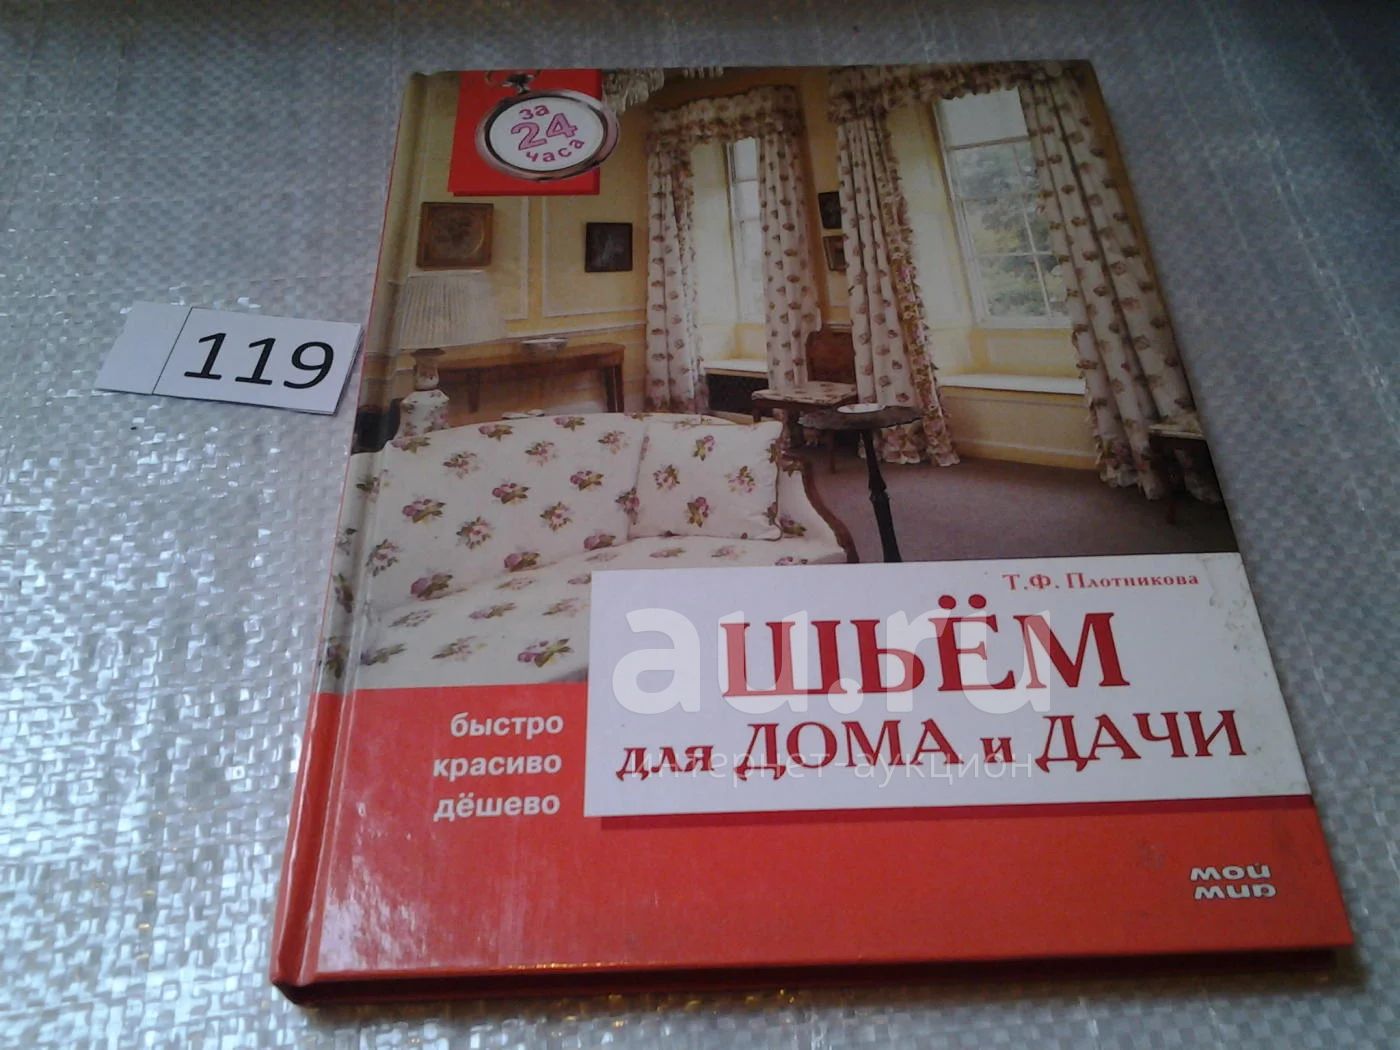 за
24
часа
119
Т.Ф. Плотникова
ШЬЁМ
для ДОМА и ДАЧИ
быстро
красиво
дёшево
мой
мир
au.ru
интернет-аукцион